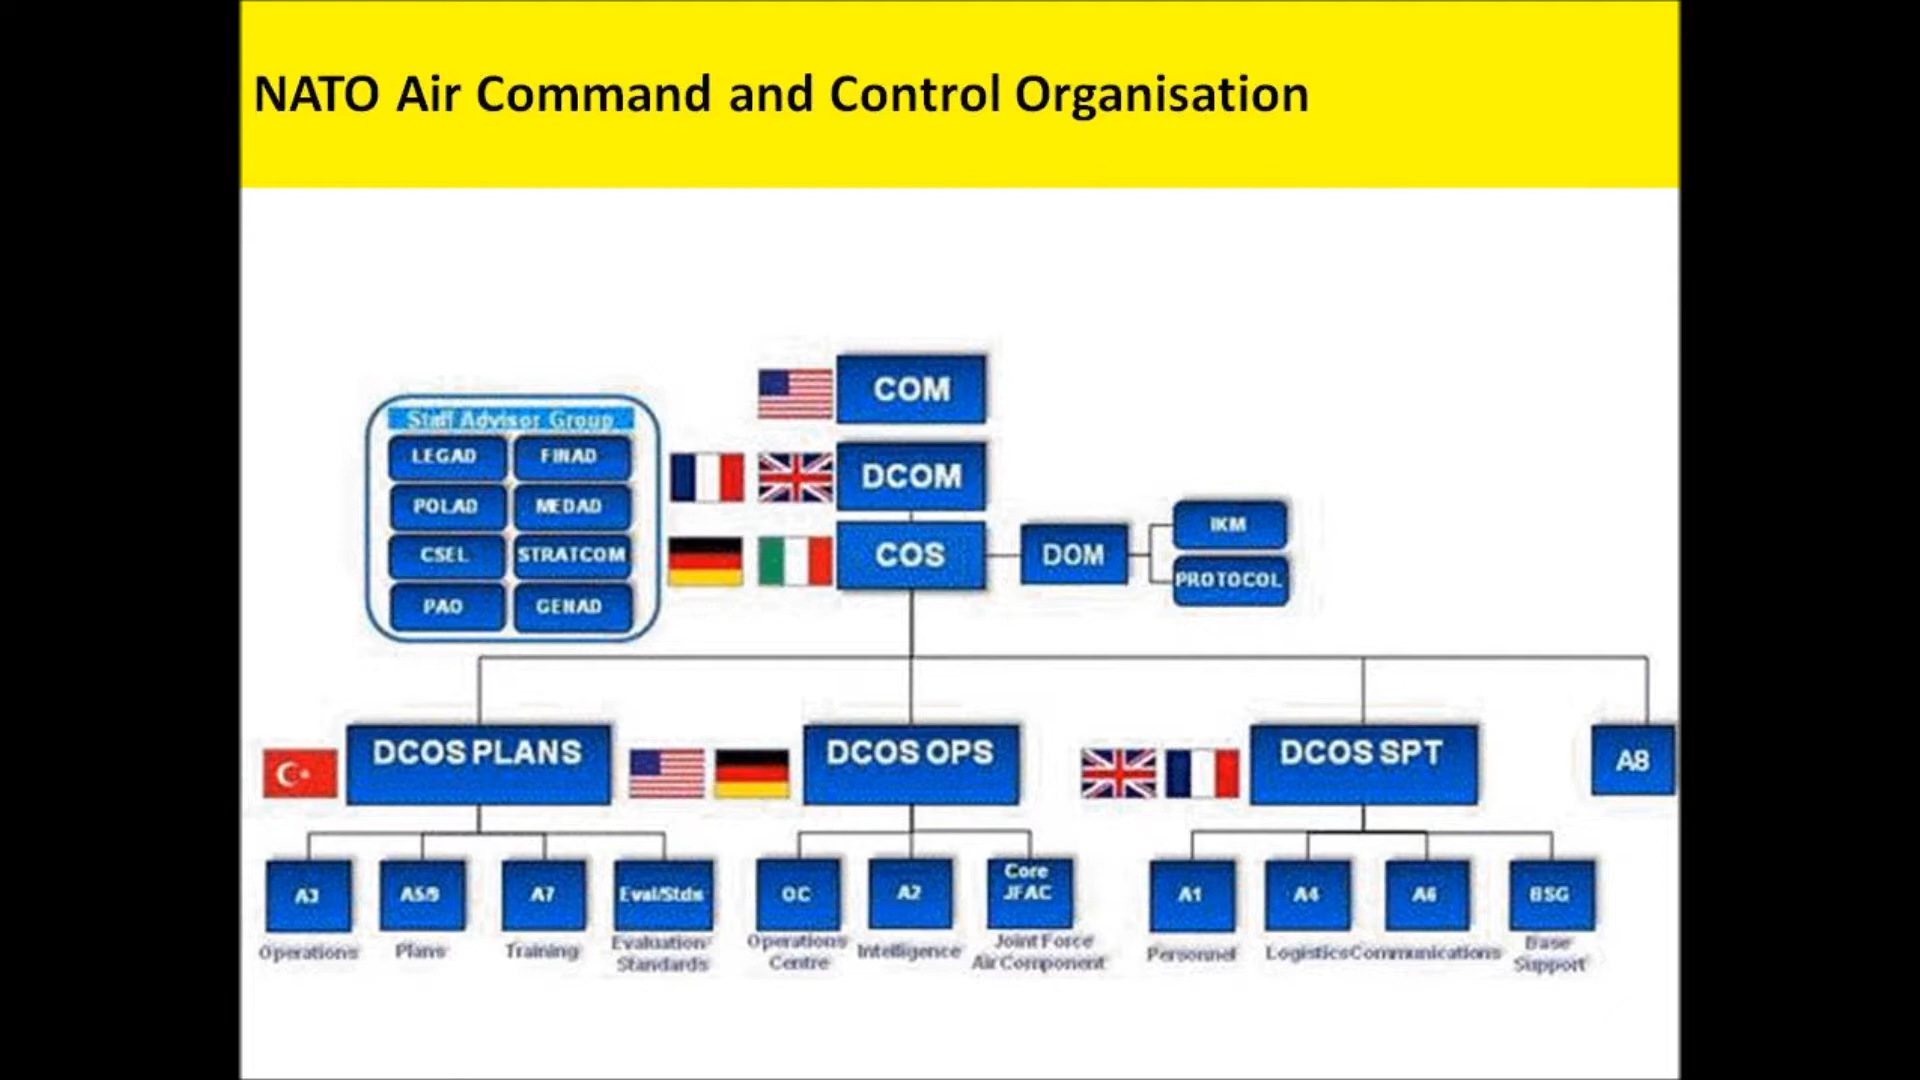 NATO Air Command and Control Organisation
COM
Staff Advisor Group
LEGAD FINAD
DCOM
POLAD MEDAD
IKM
CSEL STRATCOM
COS DOM
PROTOCOL
PAO GENAD
DCOS PLANS DCOS OPS DCOS SPT A8
A3 A5/9 A7 Eval/Stds OC A2 Core
JFAC A1 A4 A6 BSG
Operations Plans Training Evaluation/
Standards
Operations
Centre
Intelligence
Joint Force
Air Component
Personnel Logistics Communications Base
Support